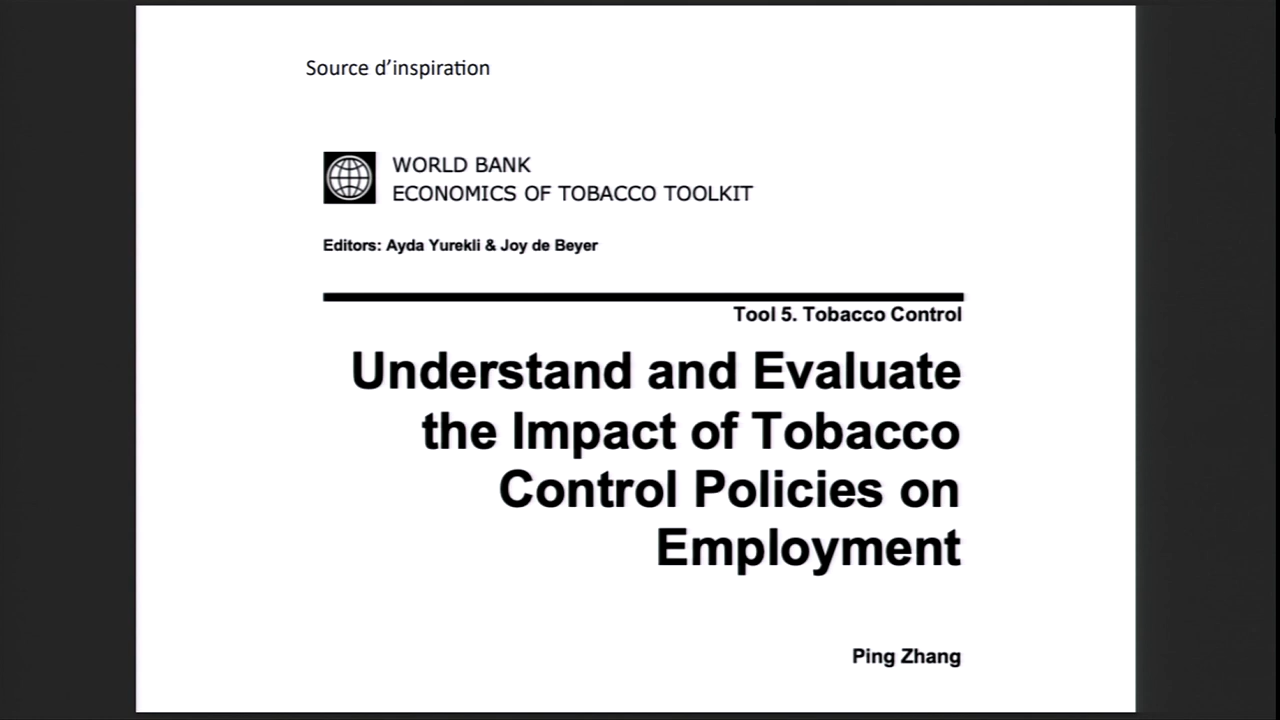 Source d’inspiration
WORLD BANK
ECONOMICS OF TOBACCO TOOLKIT
Editors: Ayda Yurekli & Joy de Beyer
Tool 5. Tobacco Control
Understand and Evaluate
the Impact of Tobacco
Control Policies on
Employment
Ping Zhang